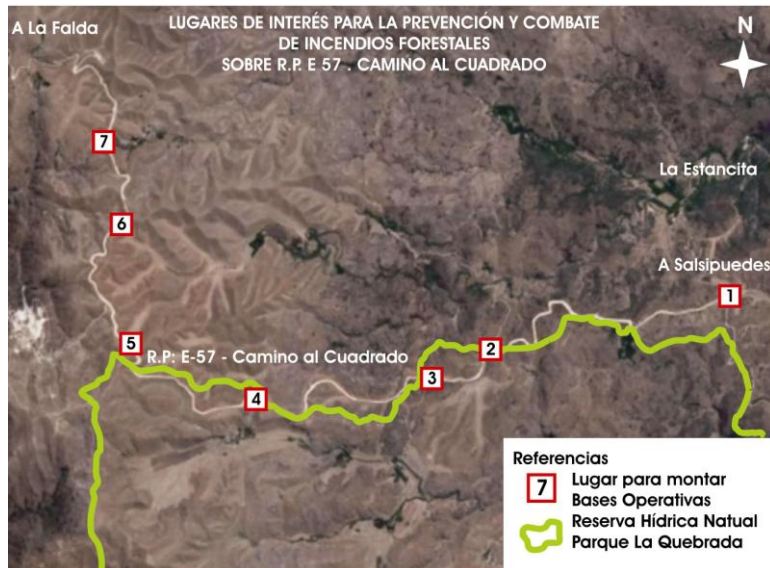 A La Falda
LUGARES DE INTERÉS PARA LA PREVENCIÓN Y COMBATE
DE INCENDIOS FORESTALES
SOBRE R.P. E 57 . CAMINO AL CUADRADO
N
7
La Estancita
6
A Salsipuedes
1
5
R.P: E-57 - Camino al Cuadrado
2
3
4
Referencias
7
Lugar para montar
Bases Operativas
Reserva Hídrica Natual
Parque La Quebrada